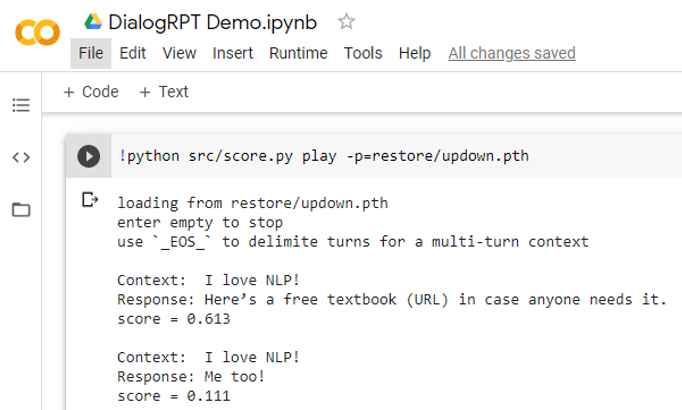 DialogRPT Demo.ipynb
File Edit View Insert Runtime Tools Help All changes saved
+ Code + Text
!python src/score.py play -p=restore/updown.pth
loading from restore/updown.pth
enter empty to stop
use `_EOS_` to delimite turns for a multi-turn context
Context:  I love NLP!
Response: Here’s a free textbook (URL) in case anyone needs it.
score = 0.613
Context:  I love NLP!
Response: Me too!
score = 0.111